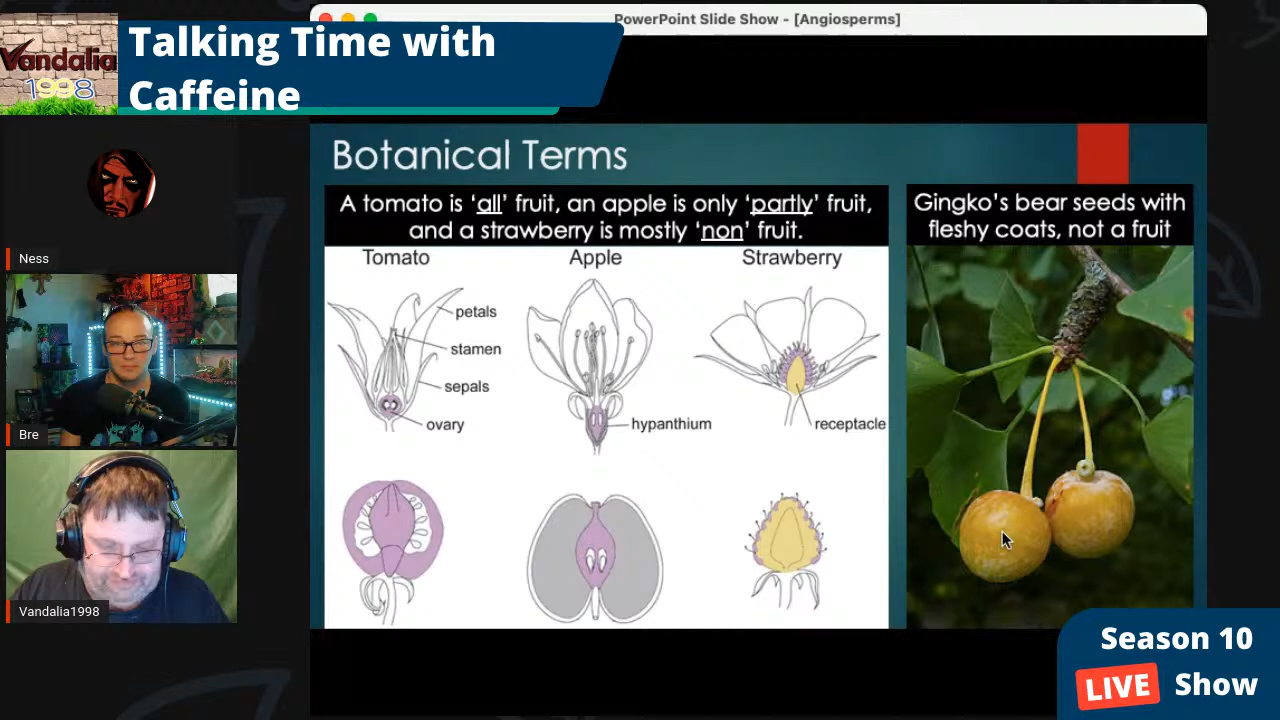 PowerPoint Slide Show - [Angiosperms]
Talking Time with
Caffeine
Vandalia
1998
Botanical Terms
A tomato is ‘all’ fruit, an apple is only ‘partly’ fruit,
and a strawberry is mostly ‘non’ fruit.
Gingko’s bear seeds with
fleshy coats, not a fruit
Tomato
Apple
Strawberry
petals
stamen
sepals
ovary
hypanthium
receptacle
Ness
Bre
Vandalia1998
Season 10
LIVE Show